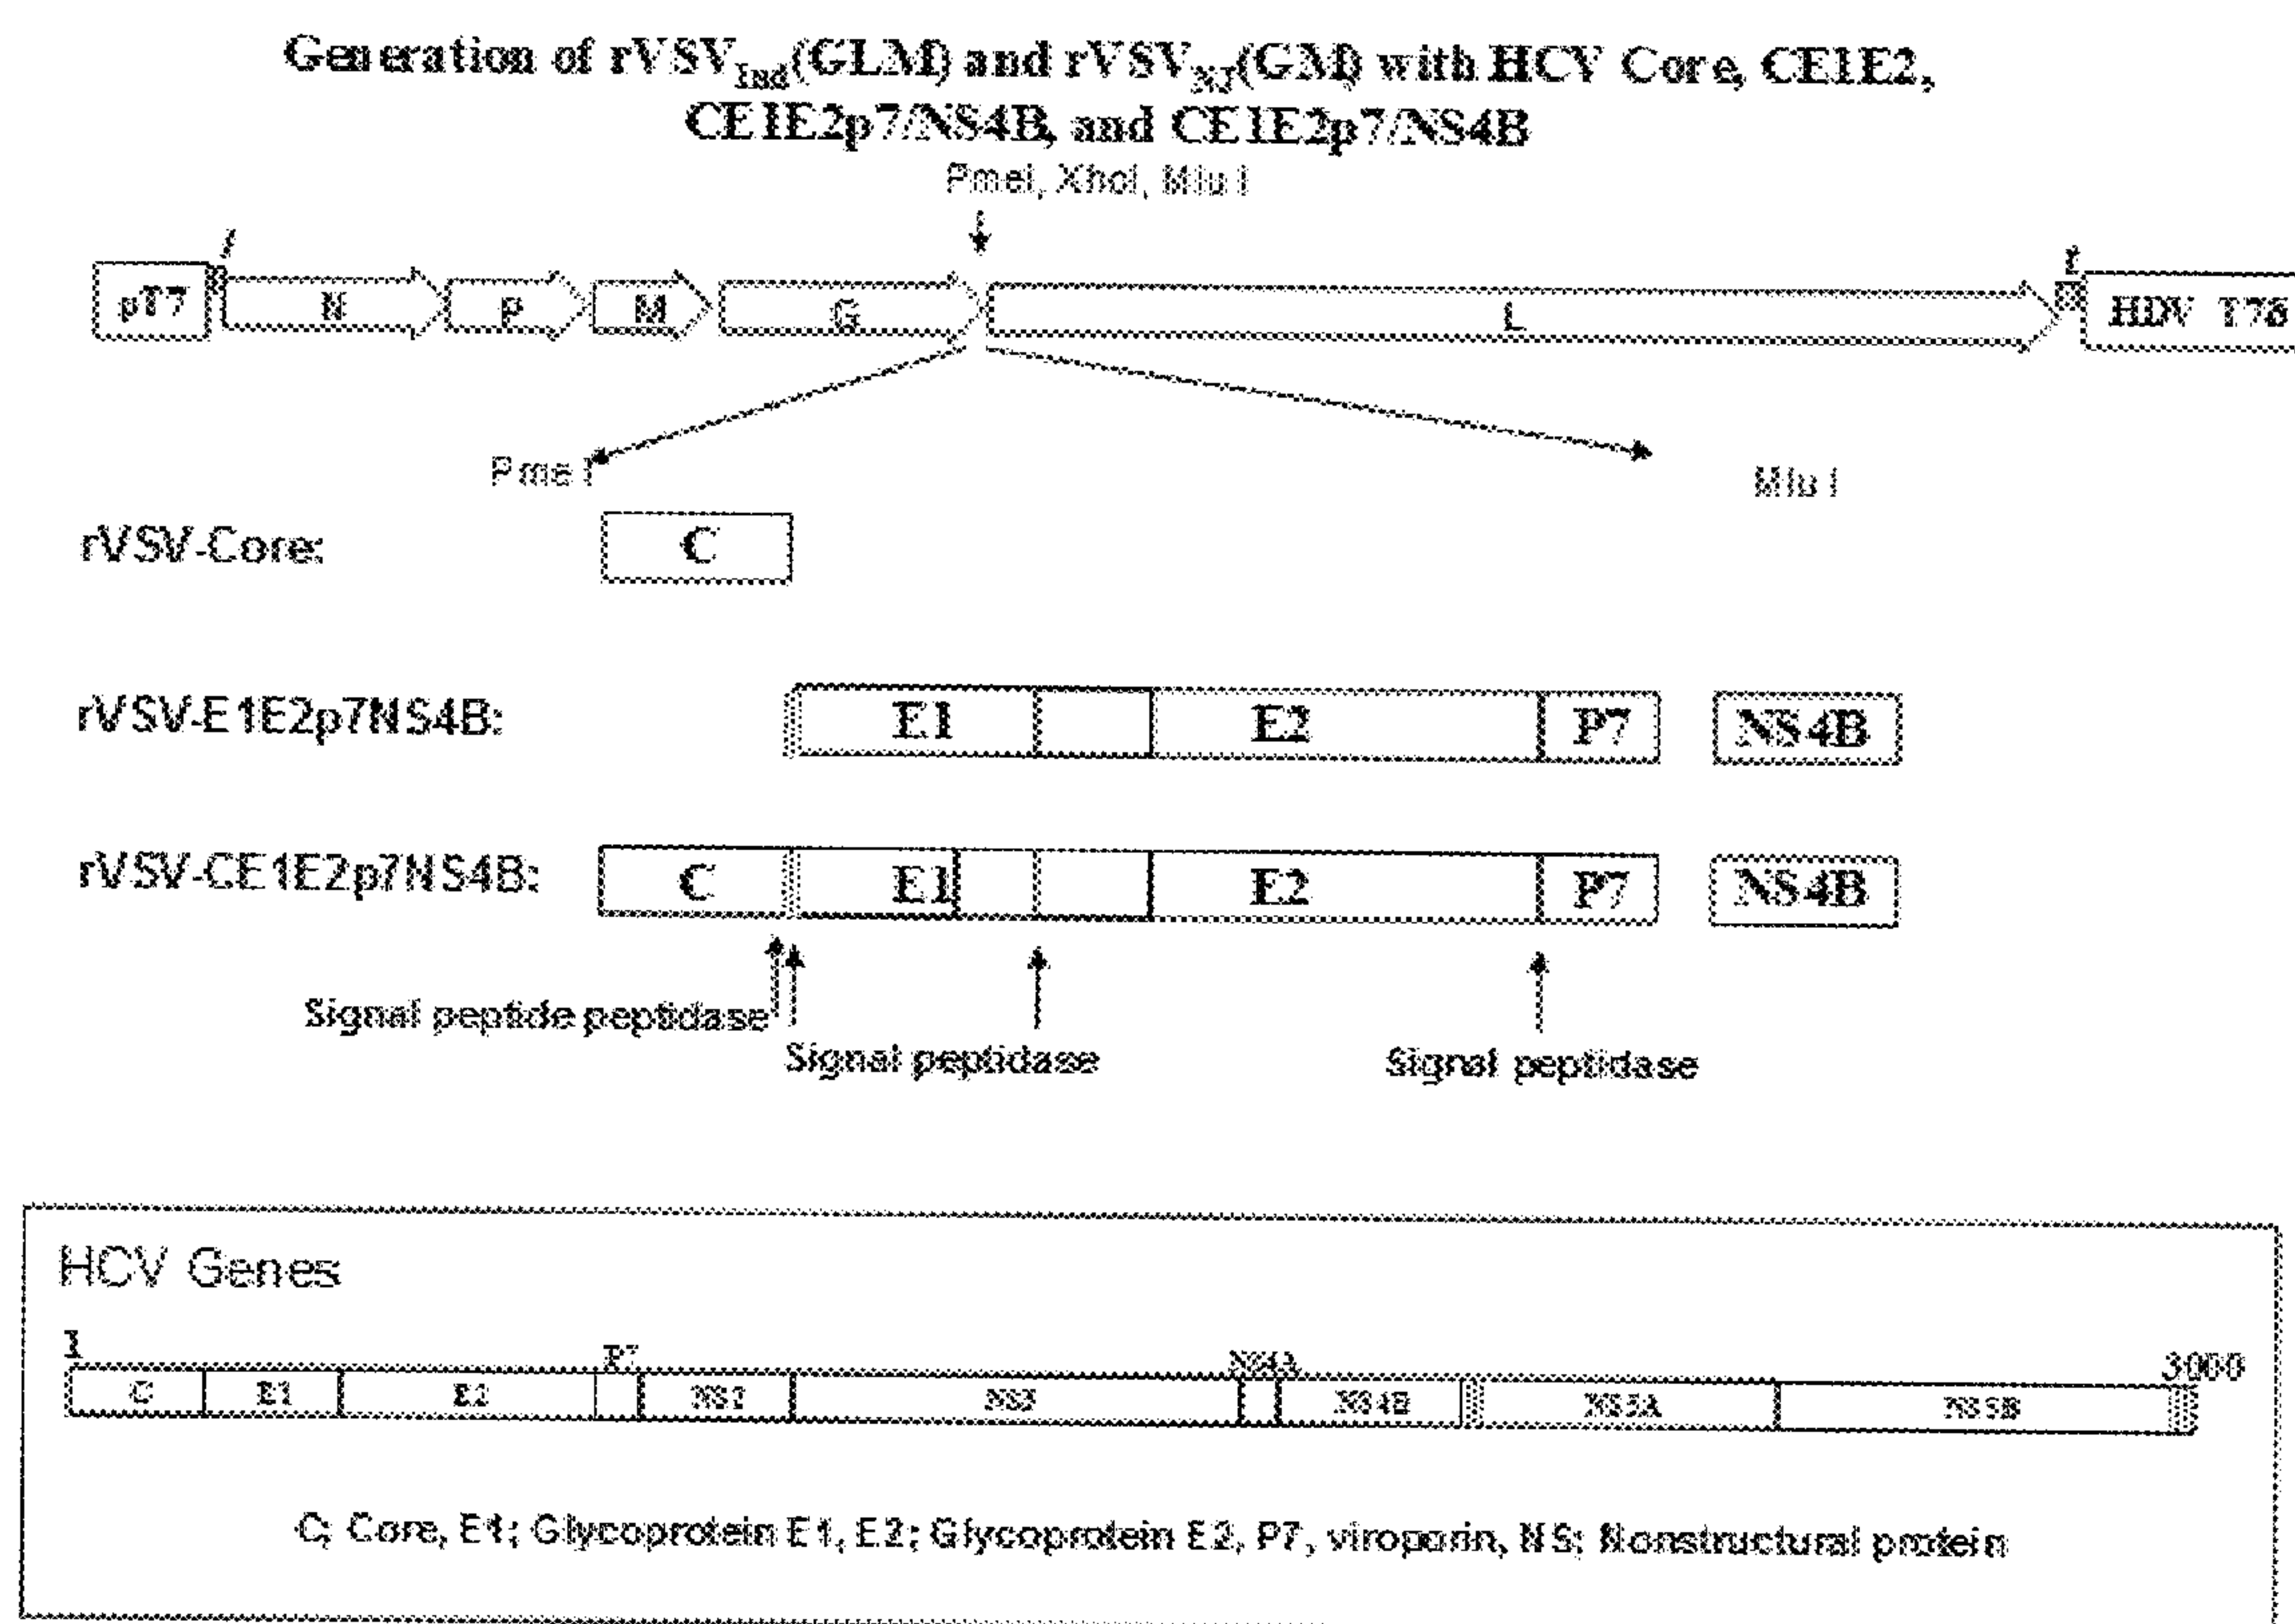 Generation of rVSVInd(GLM) and rVSVNJ(GM) with HCV Core, CE1E2,
CE1E2p7/NS4B, and CE1E2p7/NS4B
PmeI, XhoI, Mlu I
l
t
pT7 N P M G L HDV T7δ
Pme I
Mlu I
rVSV-Core:
C
rVSV-E1E2p7NS4B:
E1 E2 P7 NS4B
rVSV-CE1E2p7NS4B:
C E1 E2 P7 NS4B
Signal peptide peptidase
Signal peptidase
Signal peptidase
HCV Genes
1 P7 NS4A 3000
C E1 E2 NS2 NS3 NS4B NS5A NS5B
C; Core, E1; Glycoprotein E1, E2; Glycoprotein E2, P7, viroporin, NS; Nonstructural protein